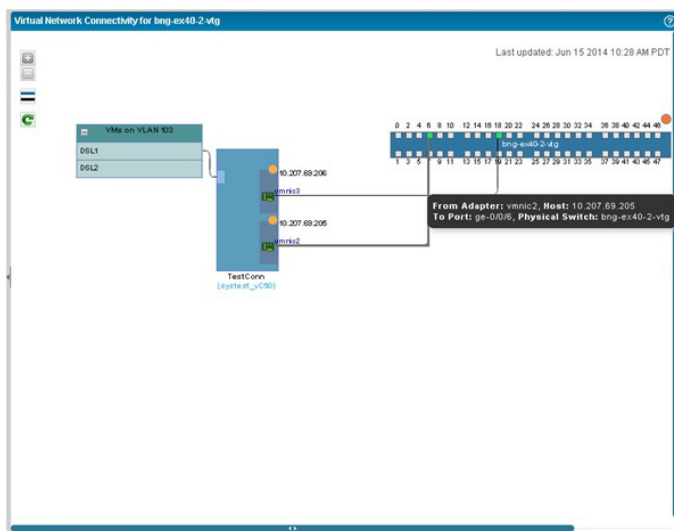 Virtual Network Connectivity for bng-ex40-2-vtg
Last updated: Jun 15 2014 10:28 AM PDT
VMs on VLAN 103
DSL1
DSL2
10.207.69.206
vmnic3
10.207.69.205
vmnic2
TestConn
(systest_vC50)
0 2 4 6 8 10 12 14 16 18 20 22 24 26 28 30 32 34 36 38 40 42 44 46
bng-ex40-2-vtg
1 3 5 7 9 11 13 15 17 19 21 23 25 27 29 31 33 35 37 39 41 43 45 47
From Adapter: vmnic2, Host: 10.207.69.205
To Port: ge-0/0/6, Physical Switch: bng-ex40-2-vtg